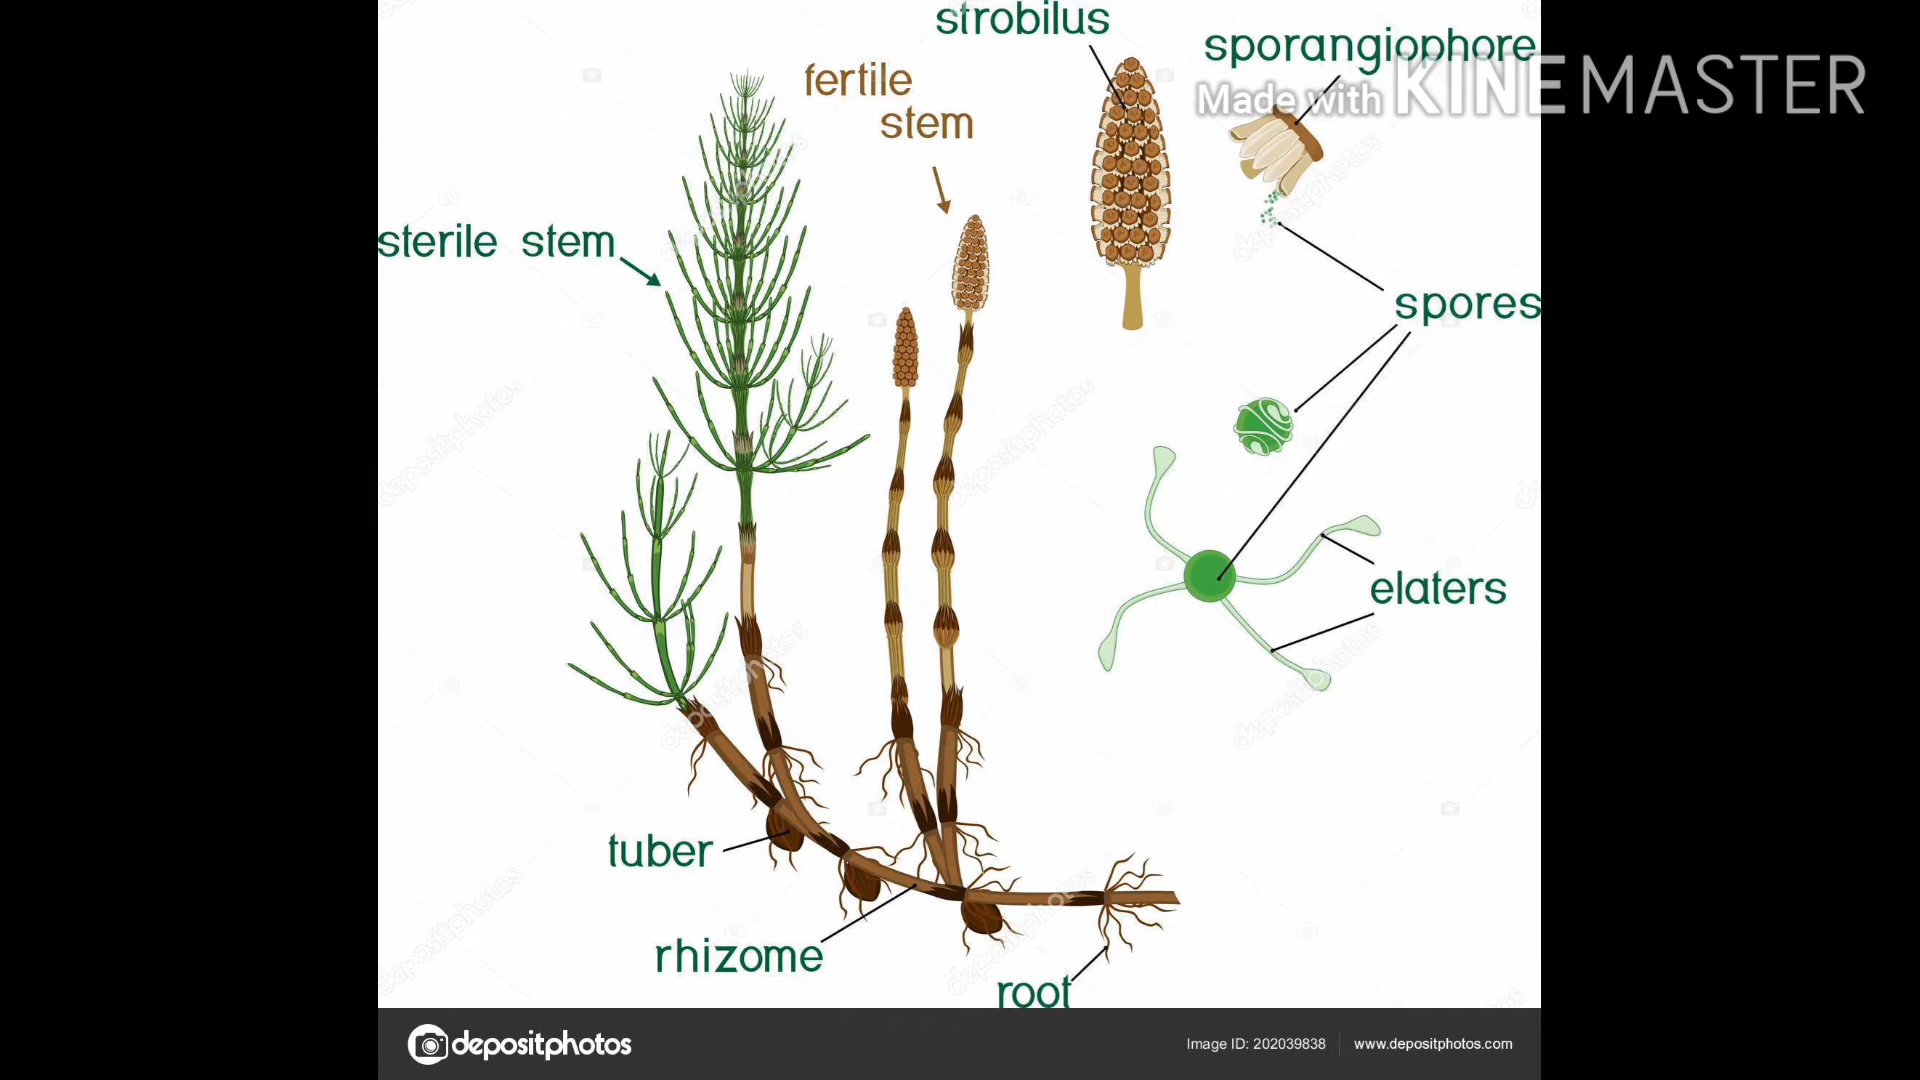 strobilus
sporangiophore
Made with KINEMASTER
fertile
stem
sterile stem
spores
elaters
tuber
rhizome
root
depositphotos
Image ID: 202039838
www.depositphotos.com